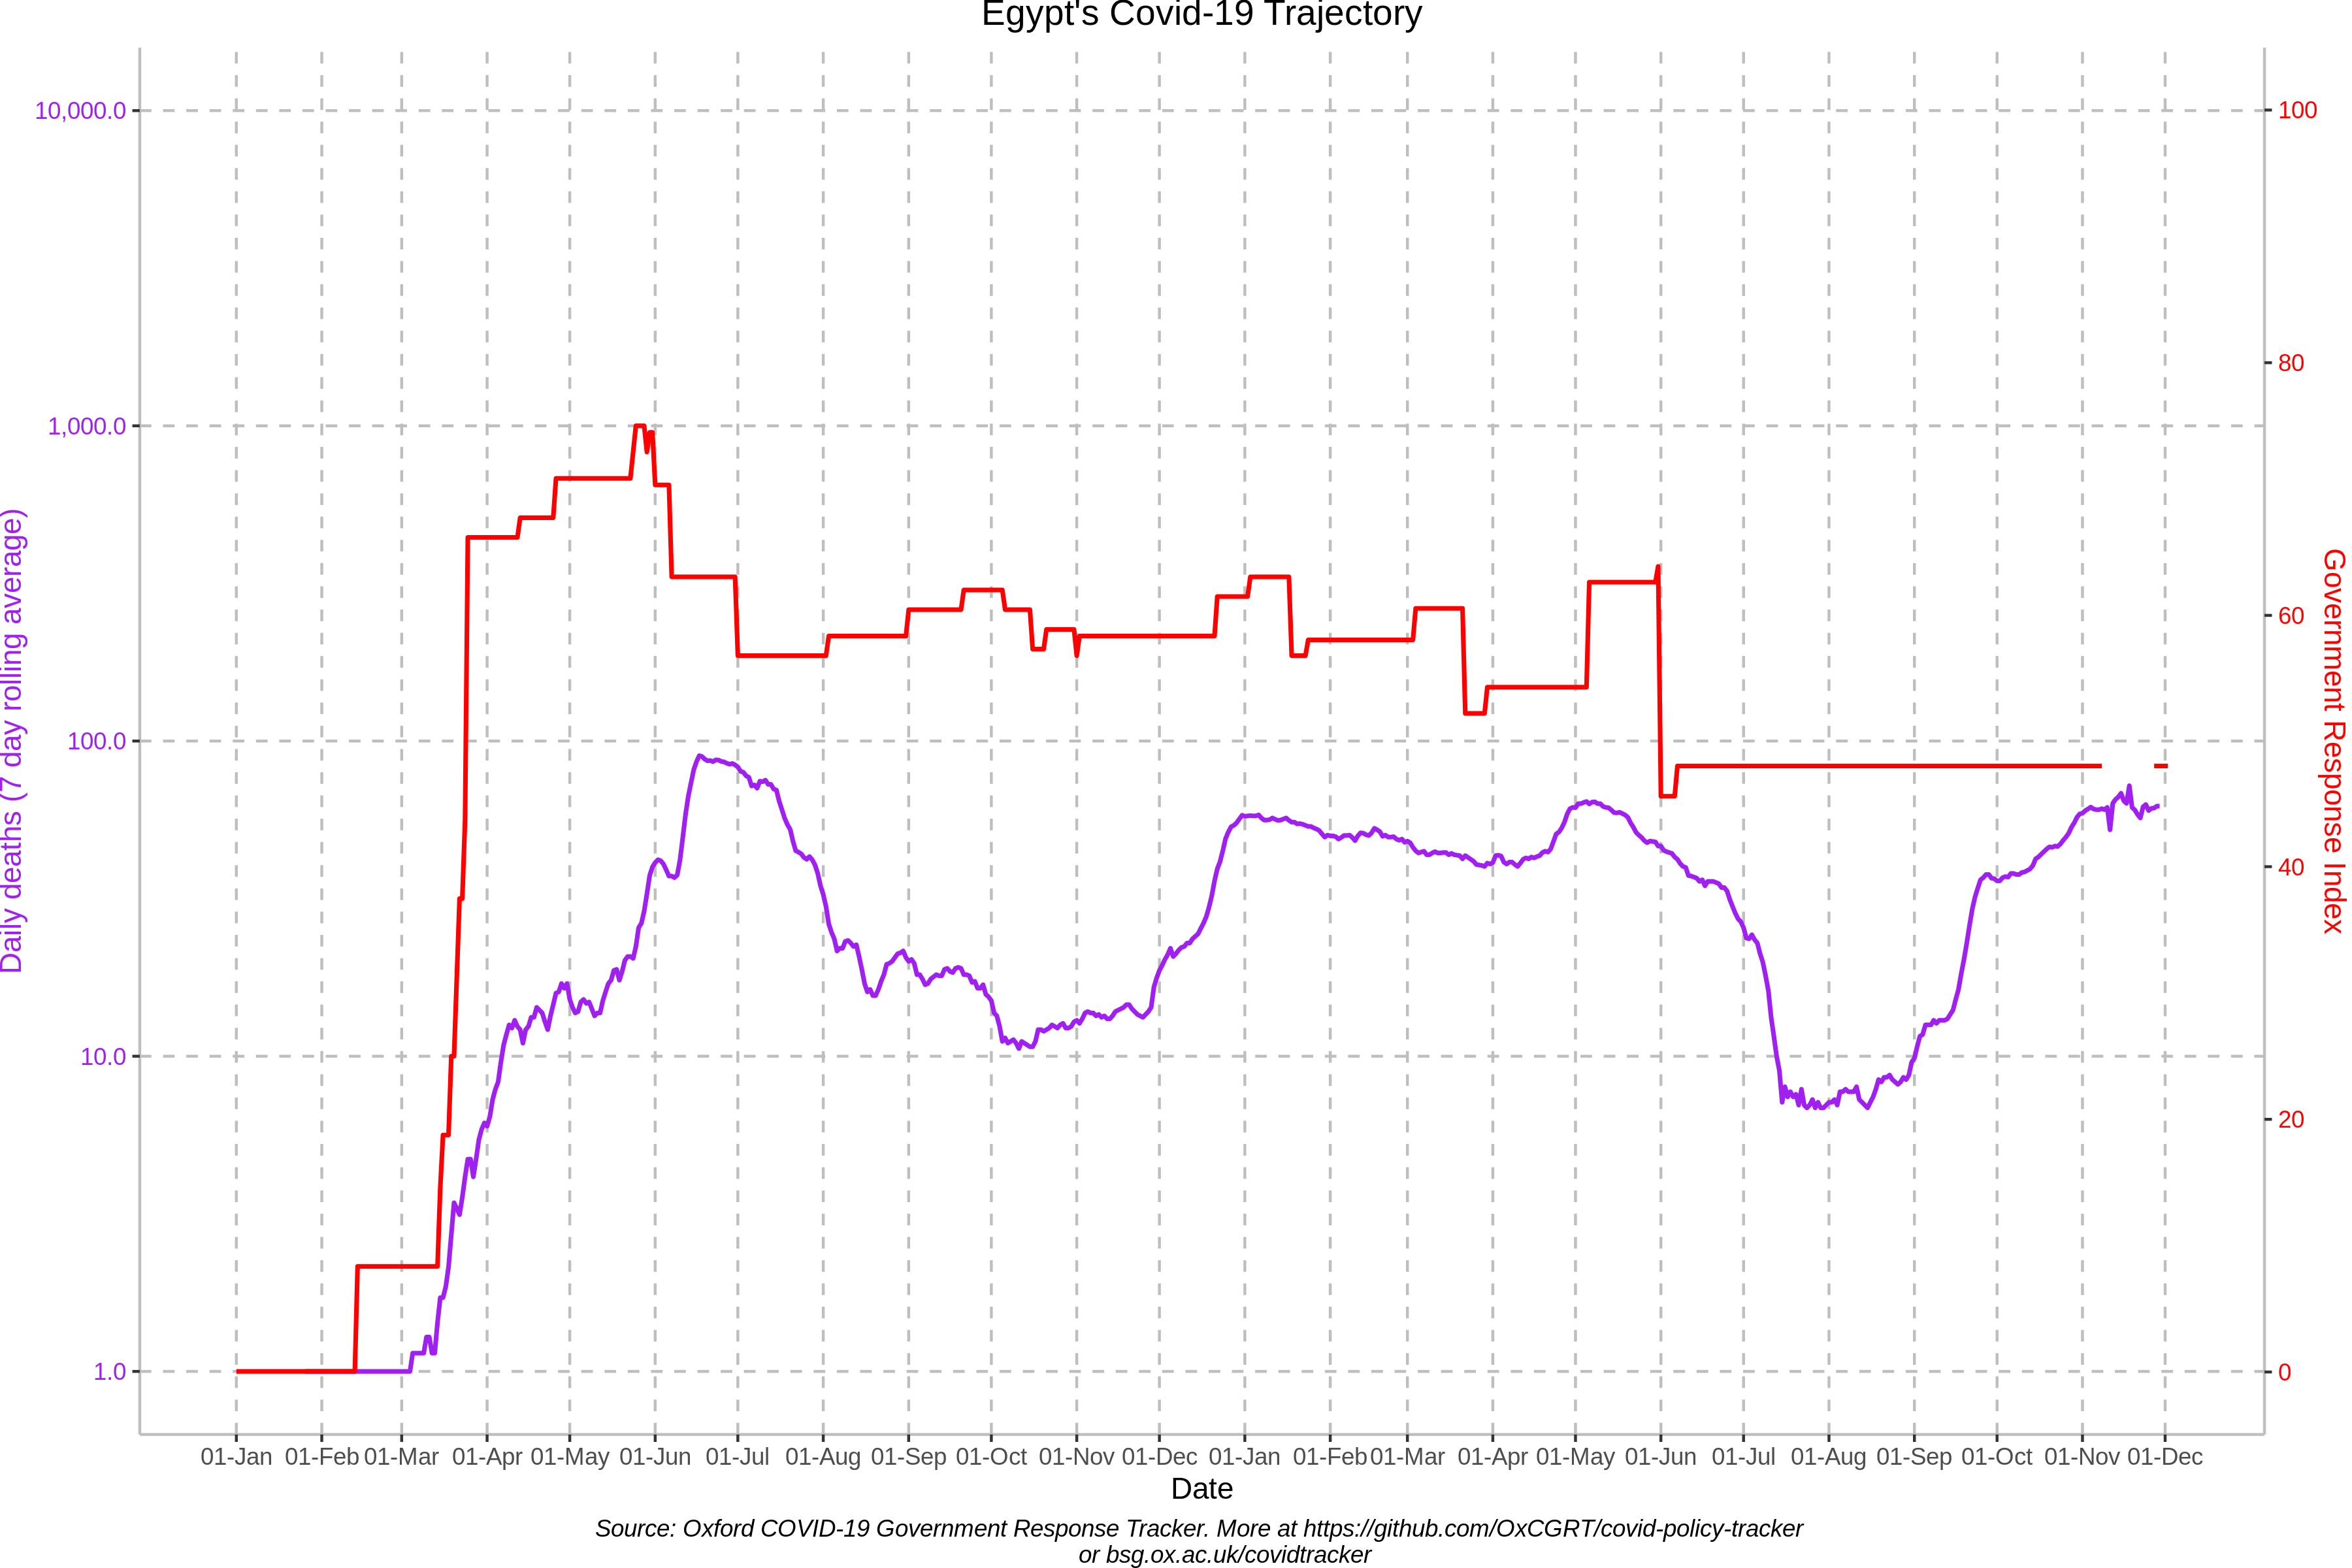 Egypt's Covid-19 Trajectory
10,000.0
1,000.0
100.0
10.0
1.0
Daily deaths (7 day rolling average)
100
80
60
40
20
0
Government Response Index
01-Jan 01-Feb 01-Mar 01-Apr 01-May 01-Jun 01-Jul 01-Aug 01-Sep 01-Oct 01-Nov 01-Dec 01-Jan 01-Feb 01-Mar 01-Apr 01-May 01-Jun 01-Jul 01-Aug 01-Sep 01-Oct 01-Nov 01-Dec
Date
Source: Oxford COVID-19 Government Response Tracker. More at https://github.com/OxCGRT/covid-policy-tracker
or bsg.ox.ac.uk/covidtracker